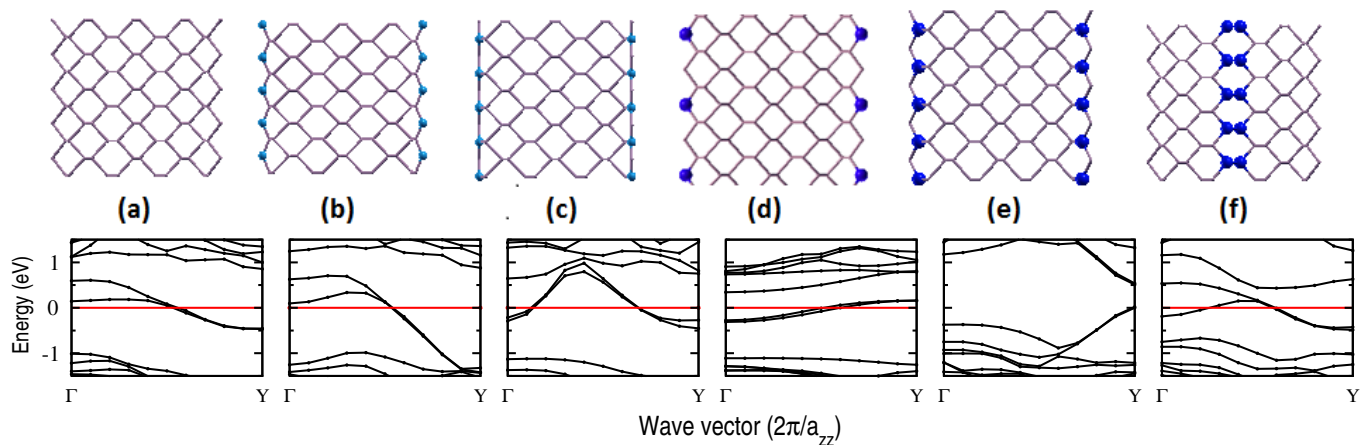 (a) (b) (c) (d) (e) (f)
Energy (eV)
1
0
-1
Γ Y Γ Y Γ Y Γ Y Γ Y Γ Y
Wave vector (2π/a_zz)